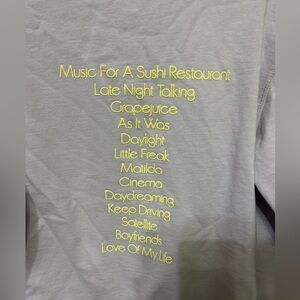 Music For A Sushi Restaurant
Late Night Talking
Grapejuice
As It Was
Daylight
Little Freak
Matilda
Cinema
Daydreaming
Keep Driving
Satellite
Boyfriends
Love Of My Life